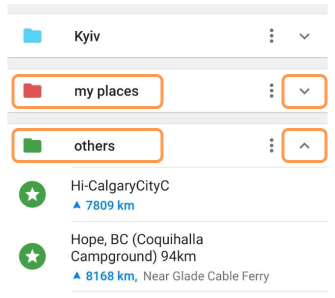 Kyiv
my places
others
Hi-CalgaryCityC
7809 km
Hope, BC (Coquihalla
Campground) 94km
8168 km, Near Glade Cable Ferry